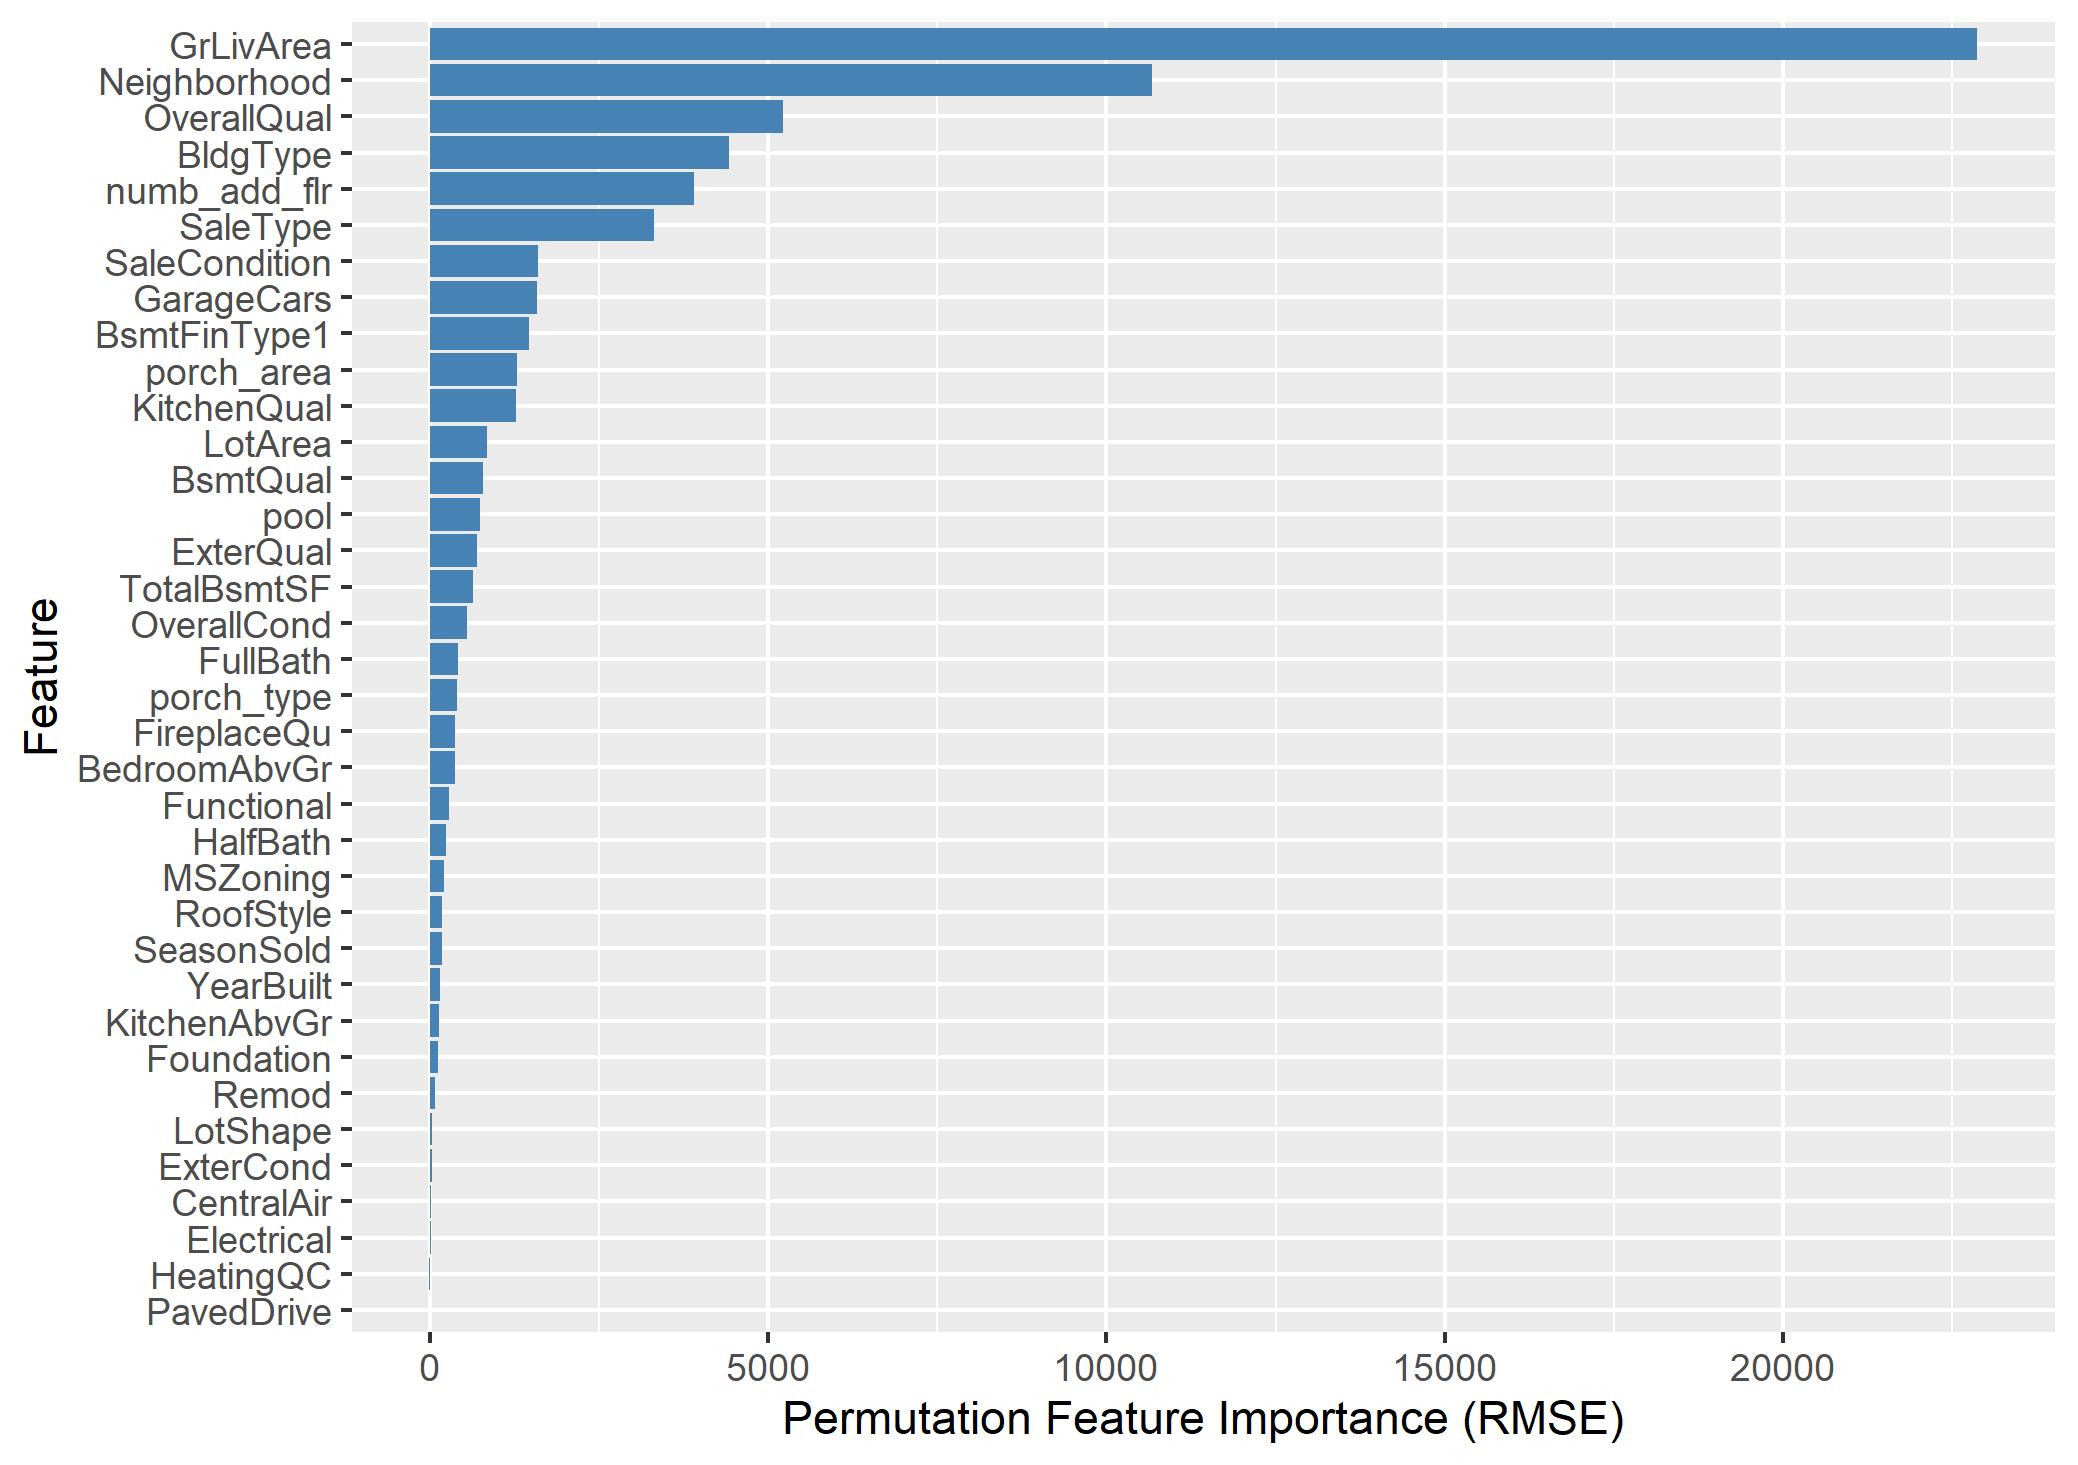 GrLivArea
Neighborhood
OverallQual
BldgType
numb_add_flr
SaleType
SaleCondition
GarageCars
BsmtFinType1
porch_area
KitchenQual
LotArea
BsmtQual
pool
ExterQual
TotalBsmtSF
OverallCond
FullBath
porch_type
FireplaceQu
BedroomAbvGr
Functional
HalfBath
MSZoning
RoofStyle
SeasonSold
YearBuilt
KitchenAbvGr
Foundation
Remod
LotShape
ExterCond
CentralAir
Electrical
HeatingQC
PavedDrive
Feature
0 5000 10000 15000 20000
Permutation Feature Importance (RMSE)